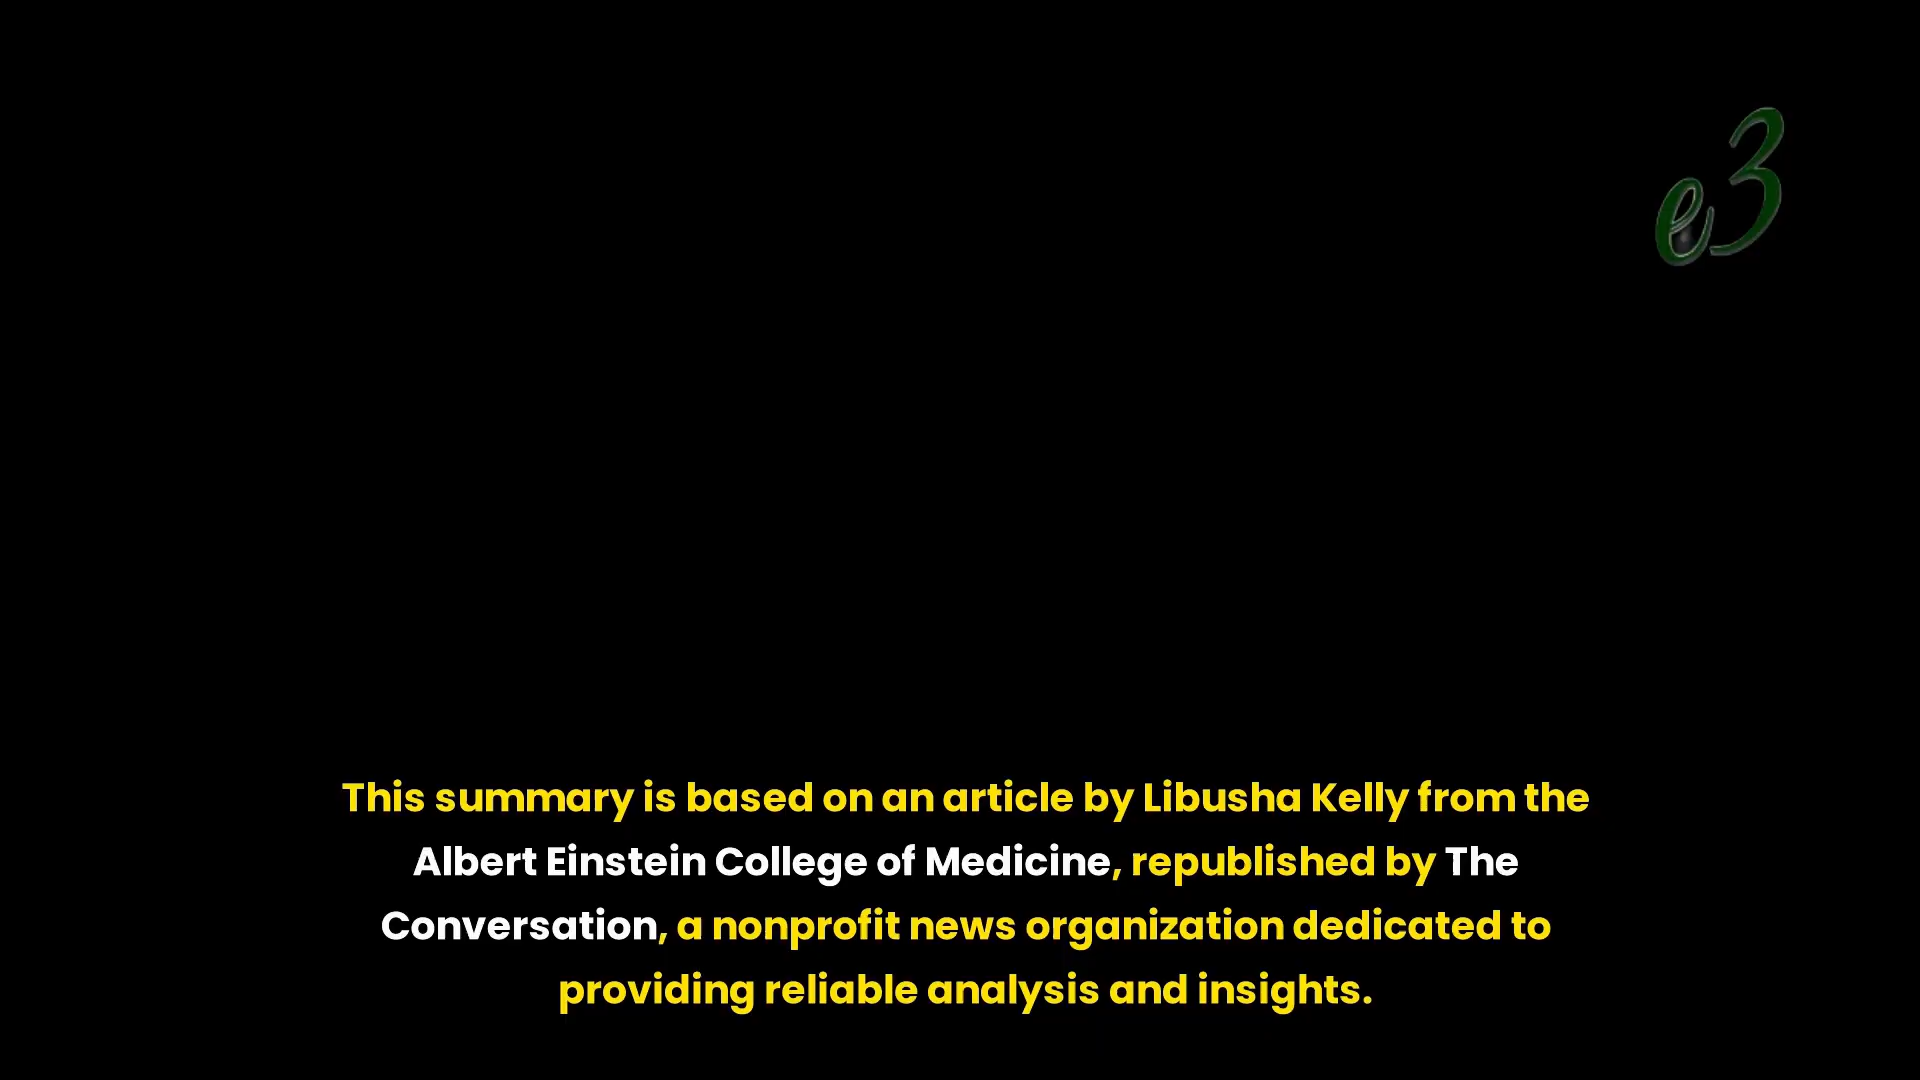 e3
This summary is based on an article by Libusha Kelly from the
Albert Einstein College of Medicine, republished by The
Conversation, a nonprofit news organization dedicated to
providing reliable analysis and insights.